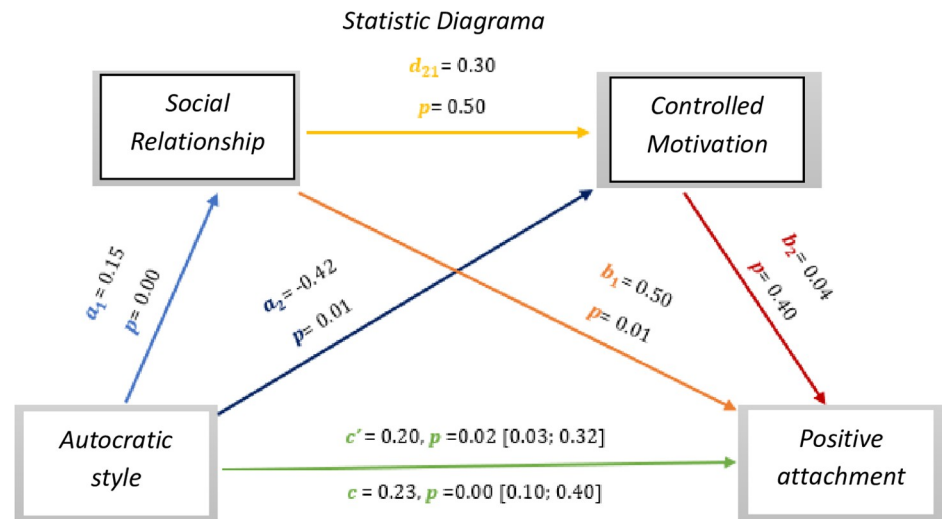 Statistic Diagrama
d21 = 0.30
p= 0.50
Social
Relationship
Controlled
Motivation
a1 = 0.15
p= 0.00
a2 = -0.42
p= 0.01
b1 = 0.50
p= 0.01
b2 = 0.04
p= 0.40
Autocratic
style
c´= 0.20, p =0.02 [0.03; 0.32]
c = 0.23, p=0.00 [0.10; 0.40]
Positive
attachment